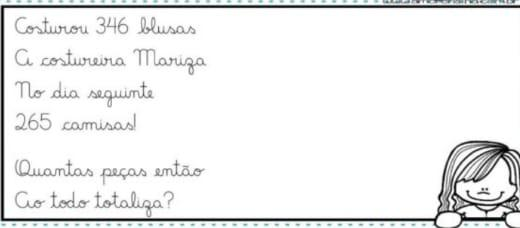 Costurou 346 blusas
A costureira Mariza
No dia seguinte
265 camisas!
Quantas peças então
Ao todo totaliza?